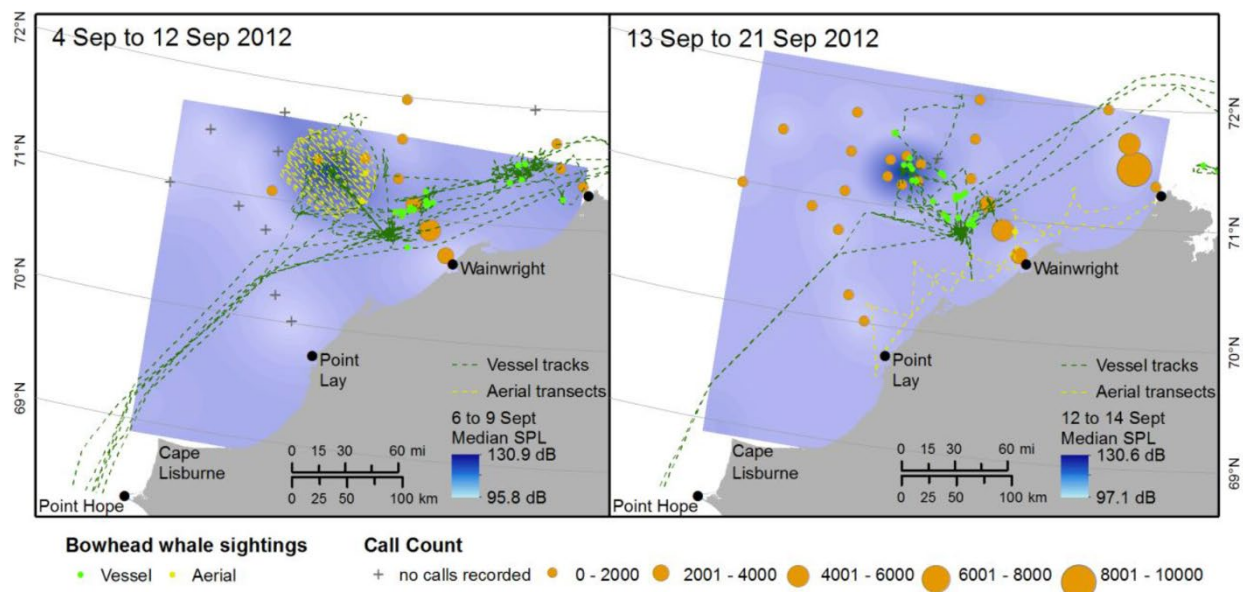 4 Sep to 12 Sep 2012
72°N
71°N
70°N
69°N
Wainwright
Point
Lay
Cape
Lisburne
Point Hope
Vessel tracks
Aerial transects
6 to 9 Sept
Median SPL
130.9 dB
95.8 dB
0 15 30 60 mi
0 25 50 100 km
13 Sep to 21 Sep 2012
Wainwright
Point
Lay
Cape
Lisburne
Point Hope
Vessel tracks
Aerial transects
12 to 14 Sept
Median SPL
130.6 dB
97.1 dB
0 15 30 60 mi
0 25 50 100 km
72°N
71°N
70°N
69°N
Bowhead whale sightings
Vessel Aerial
Call Count
no calls recorded 0 - 2000 2001 - 4000 4001 - 6000 6001 - 8000 8001 - 10000